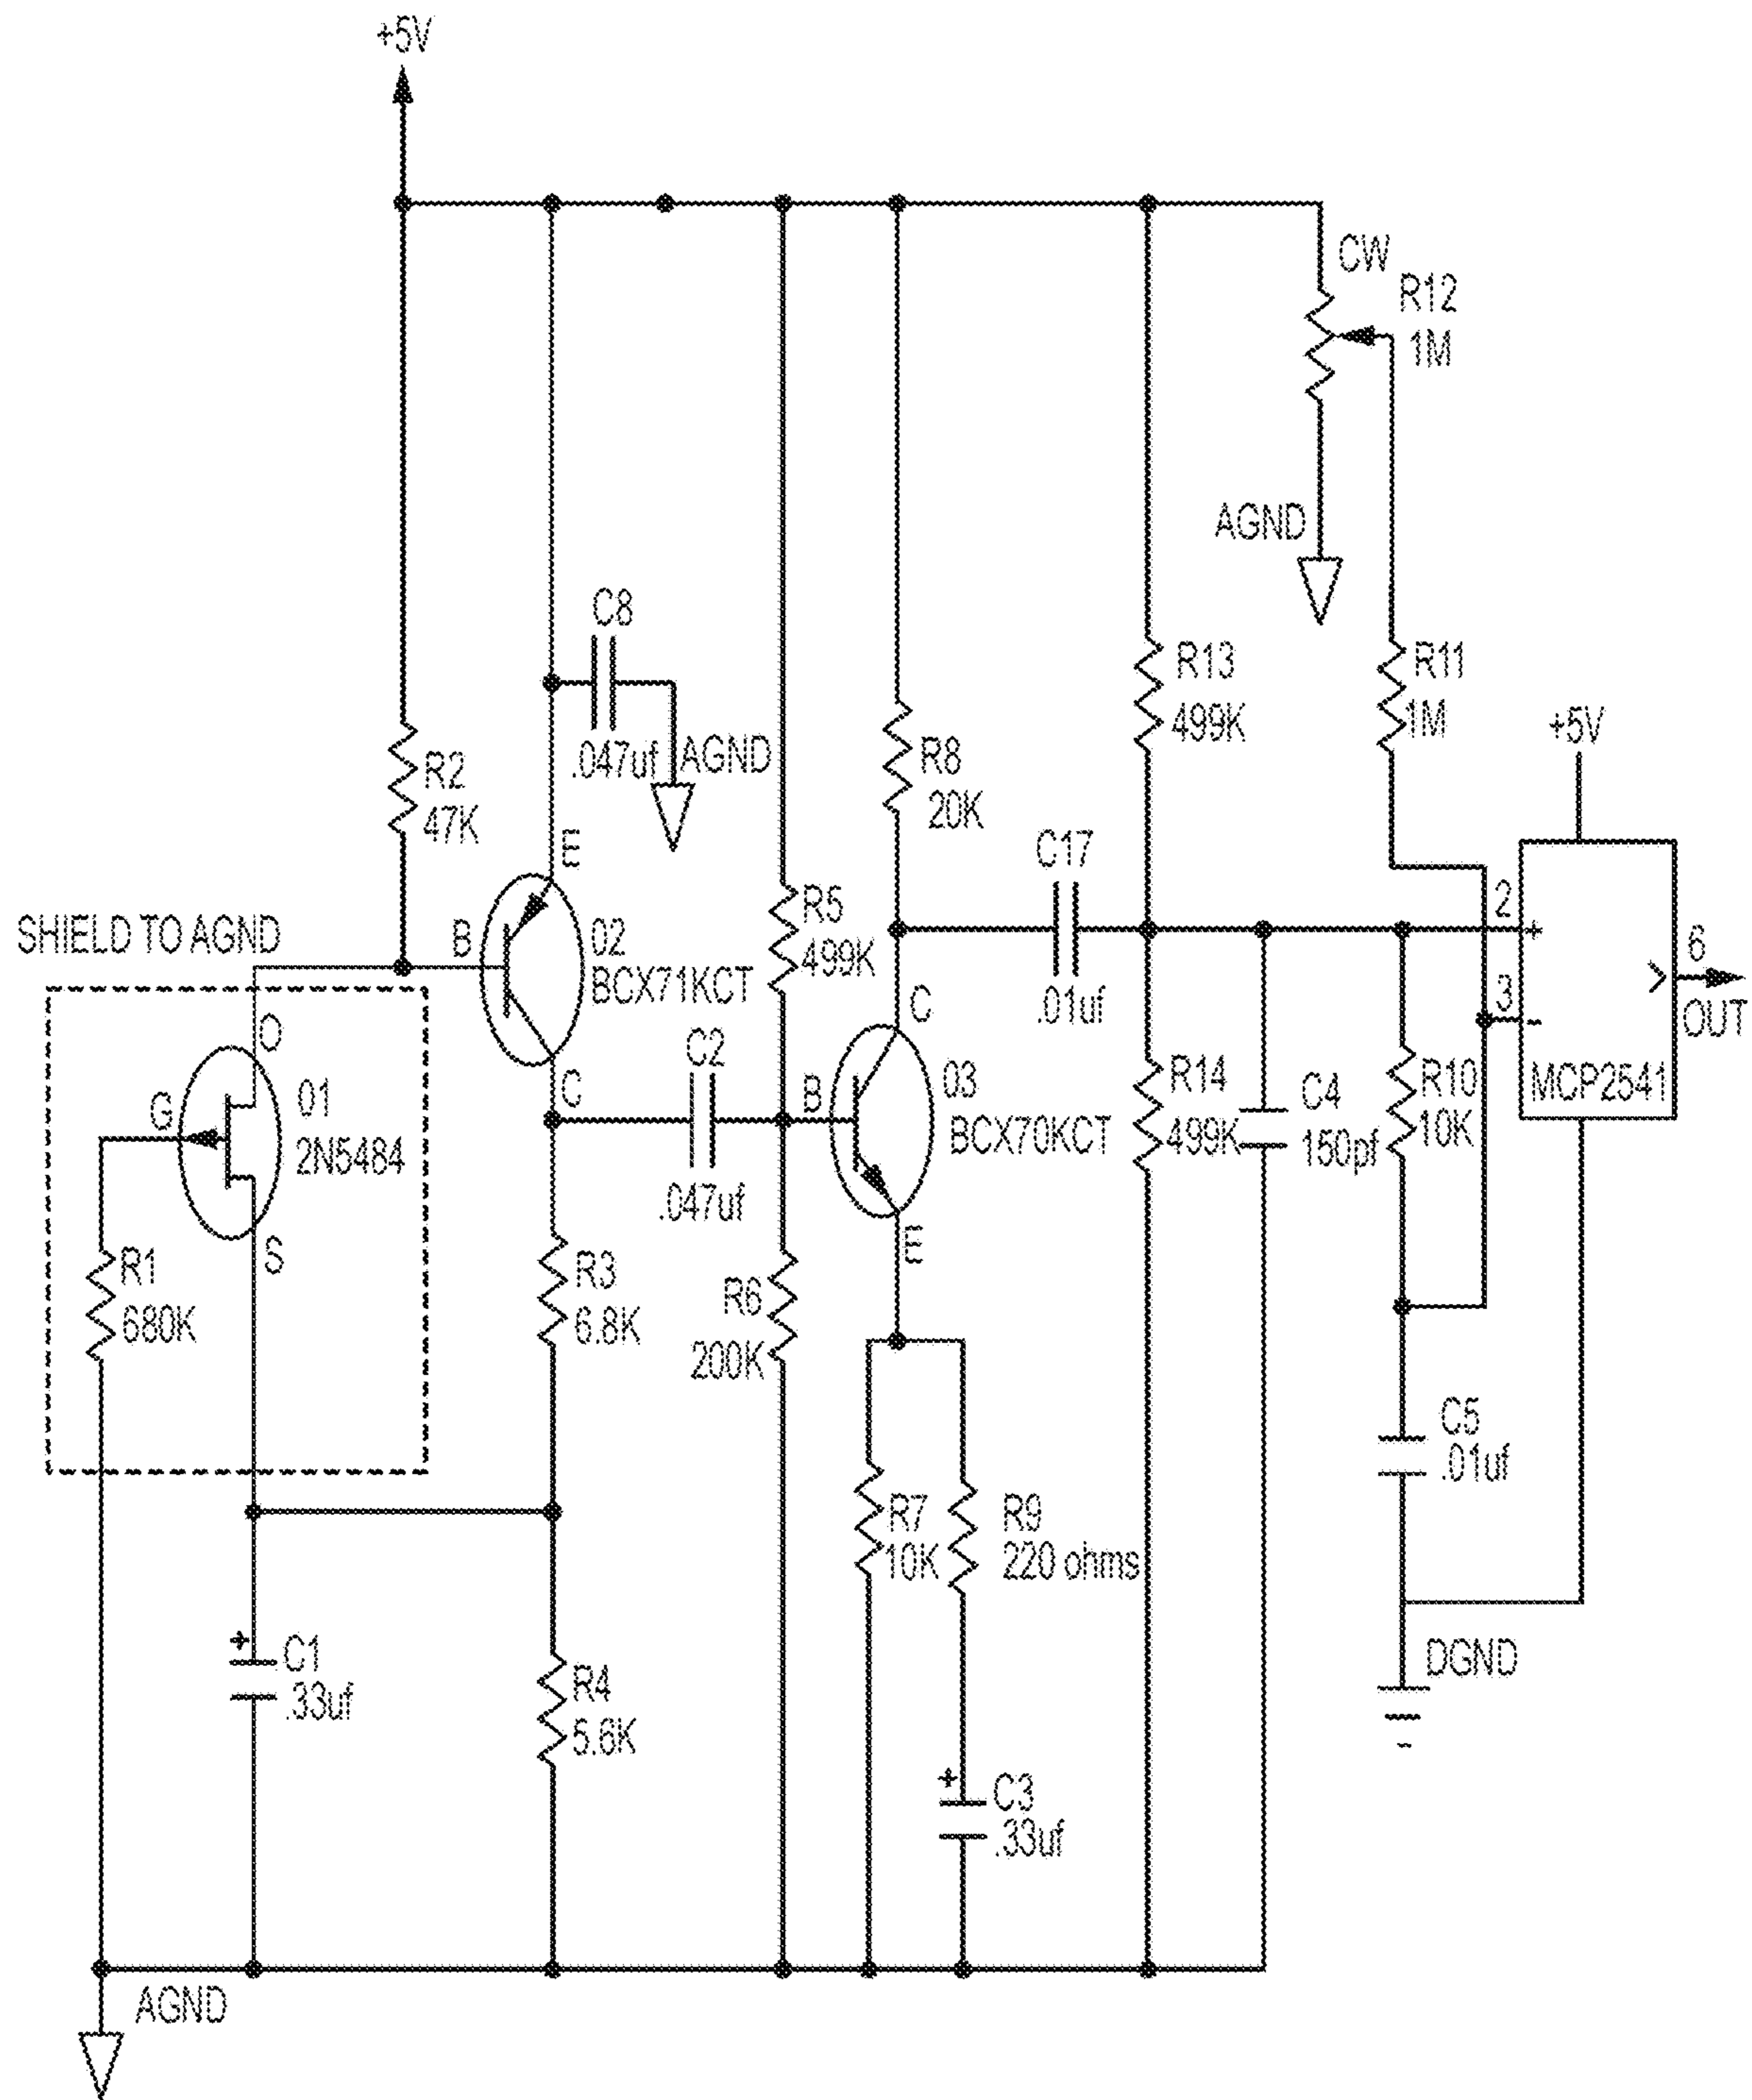 +5V
CW
R12
1M
AGND
C8
.047uf
AGND
R13
499K
R11
1M
+5V
R2
47K
R8
20K
C17
.01uf
E
B
02
BCX71KCT
C
R5
499K
2
+
3
-
6
OUT
MCP2541
SHIELD TO AGND
O
G
01
2N5484
S
R1
680K
C2
.047uf
C
B
03
BCX70KCT
E
R14
499K
C4
150pf
R10
10K
R3
6.8K
R6
200K
C5
.01uf
R7
10K
R9
220 ohms
DGND
+
C1
.33uf
R4
5.6K
+
C3
.33uf
AGND